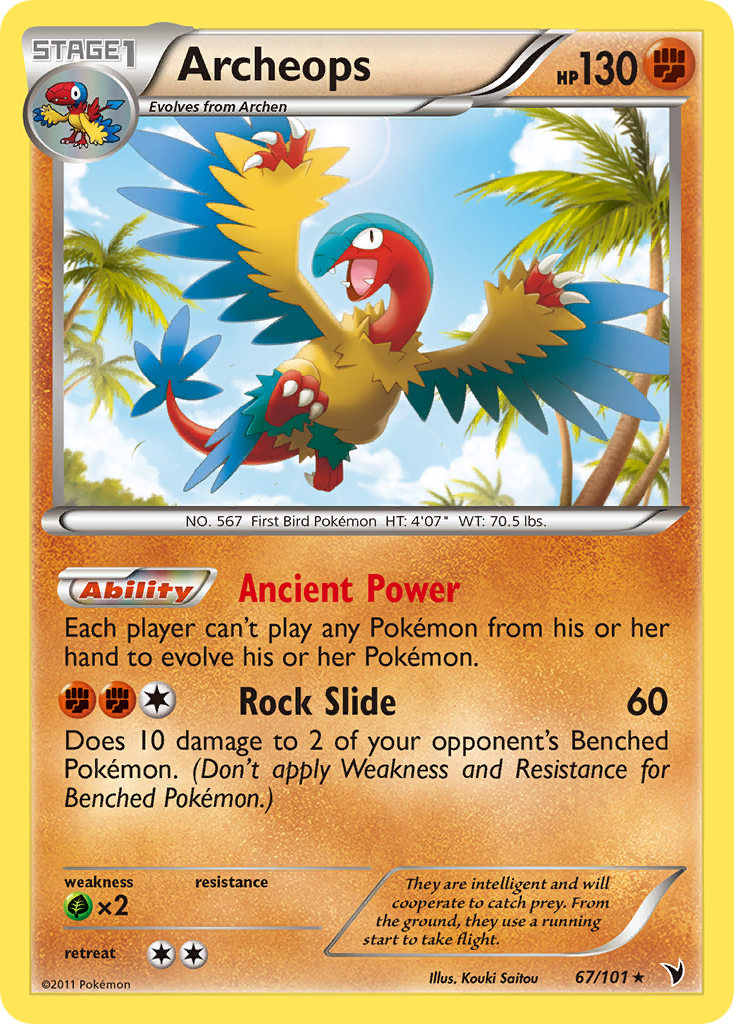 STAGE1
Archeops
HP130
Evolves from Archen
NO. 567 First Bird Pokémon HT: 4'07" WT: 70.5 lbs.
Ability Ancient Power
Each player can't play any Pokémon from his or her
hand to evolve his or her Pokémon.
Rock Slide 60
Does 10 damage to 2 of your opponent's Benched
Pokémon. (Don't apply Weakness and Resistance for
Benched Pokémon.)
weakness resistance
×2
retreat
They are intelligent and will
cooperate to catch prey. From
the ground, they use a running
start to take flight.
©2011 Pokémon
Illus. Kouki Saitou
67/101 ★